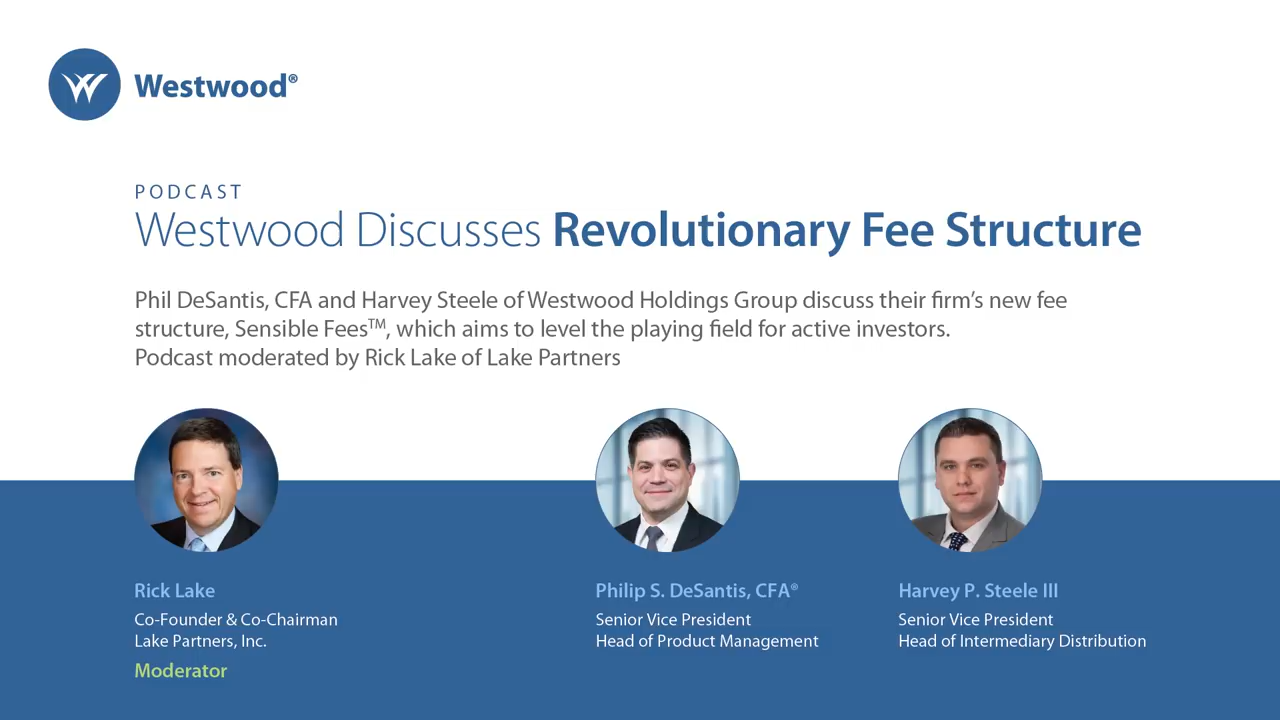 Westwood®
PODCAST
Westwood Discusses Revolutionary Fee Structure
Phil DeSantis, CFA and Harvey Steele of Westwood Holdings Group discuss their firm's new fee
structure, Sensible Fees™, which aims to level the playing field for active investors.
Podcast moderated by Rick Lake of Lake Partners
Rick Lake
Co-Founder & Co-Chairman
Lake Partners, Inc.
Moderator
Philip S. DeSantis, CFA®
Senior Vice President
Head of Product Management
Harvey P. Steele III
Senior Vice President
Head of Intermediary Distribution